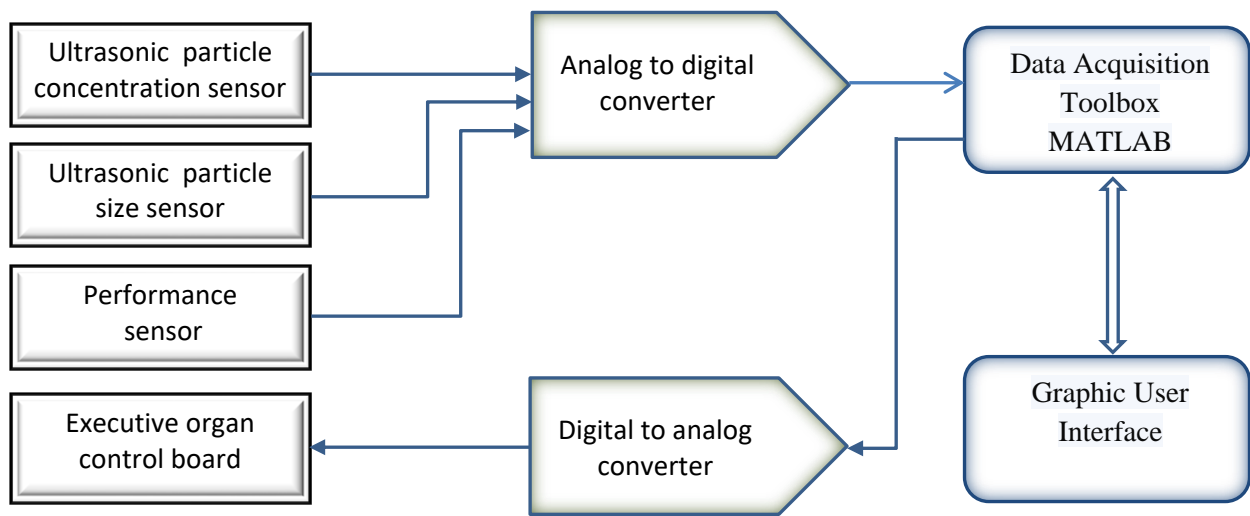 Ultrasonic particle
concentration sensor
Ultrasonic particle
size sensor
Performance
sensor
Executive organ
control board
Analog to digital
converter
Digital to analog
converter
Data Acquisition
Toolbox
MATLAB
Graphic User
Interface